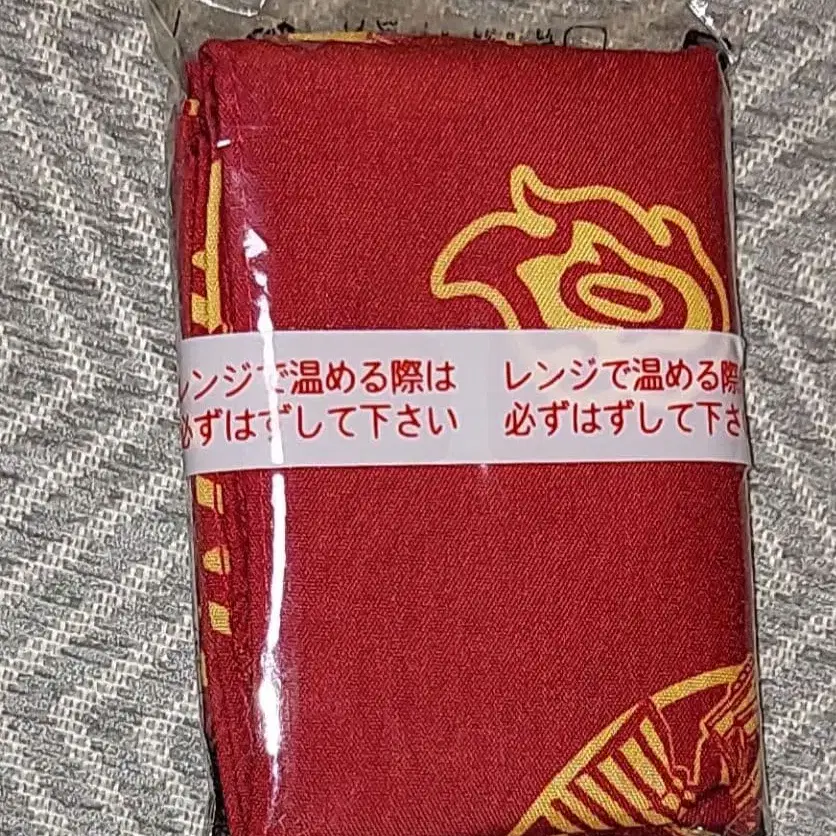 レンジで温める際は
必ずはずして下さい
レンジで温める際
必ずはずして下さ